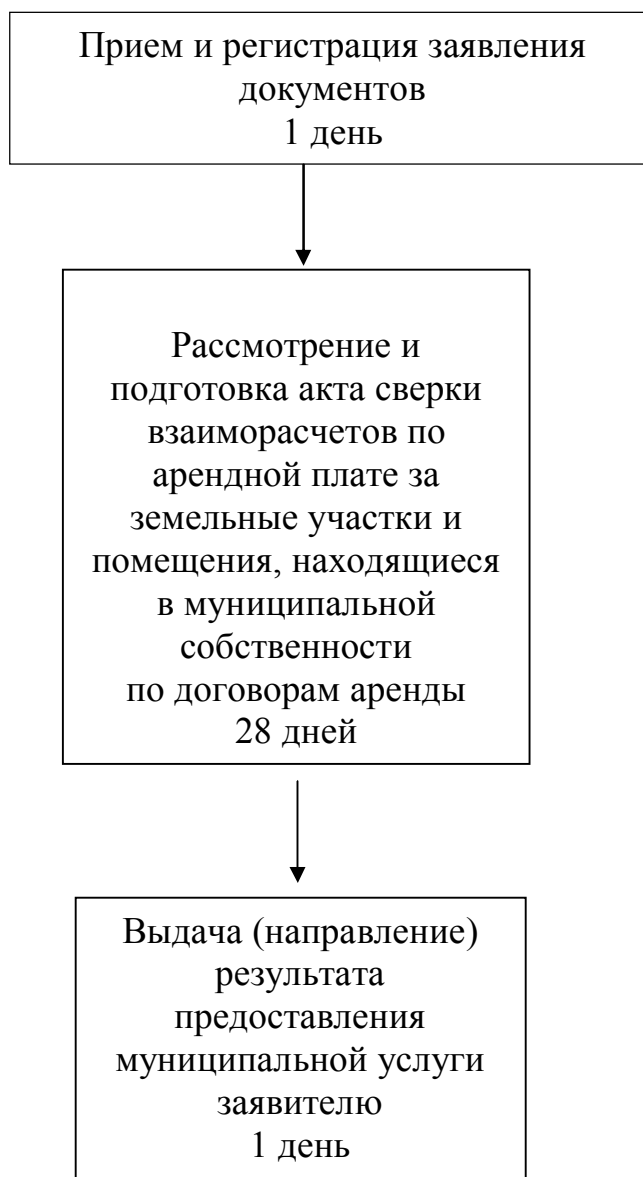 Прием и регистрация заявления
документов
1 день
Рассмотрение и
подготовка акта сверки
взаиморасчетов по
арендной плате за
земельные участки и
помещения, находящиеся
в муниципальной
собственности
по договорам аренды
28 дней
Выдача (направление)
результата
предоставления
муниципальной услуги
заявителю
1 день